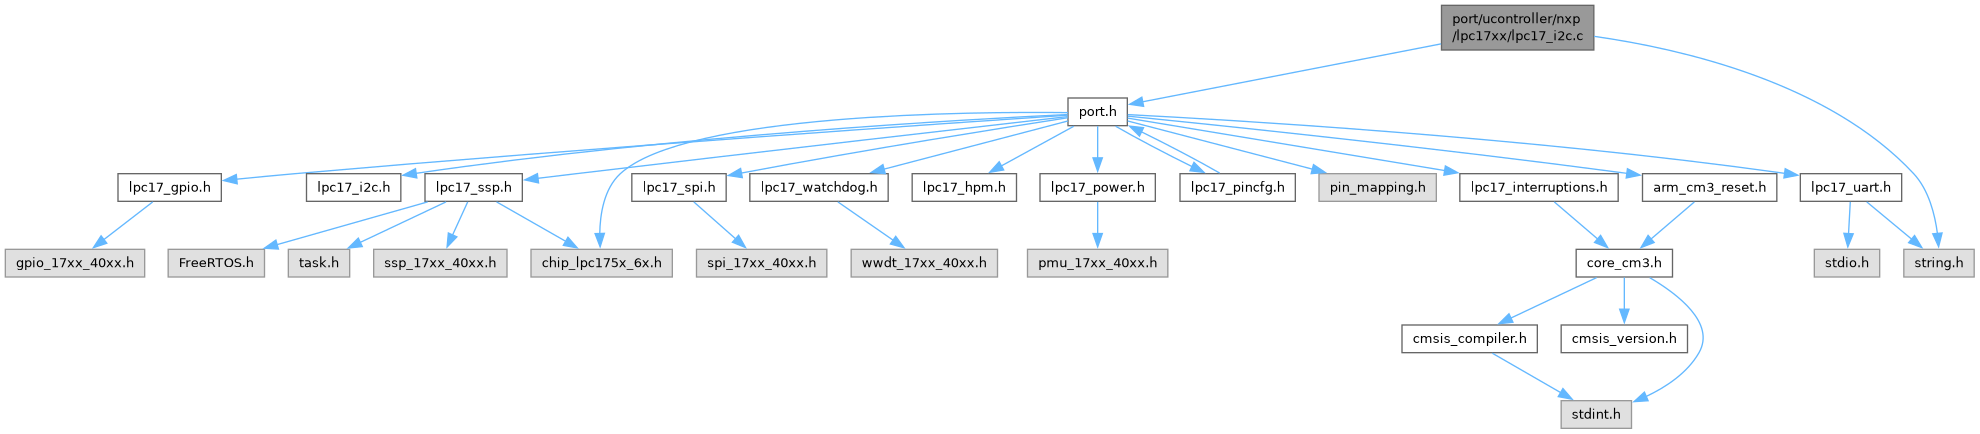 port/ucontroller/nxp
/lpc17xx/lpc17_i2c.c
port.h
lpc17_gpio.h
lpc17_i2c.h
lpc17_ssp.h
lpc17_spi.h
lpc17_watchdog.h
lpc17_hpm.h
lpc17_power.h
lpc17_pincfg.h
pin_mapping.h
lpc17_interruptions.h
arm_cm3_reset.h
lpc17_uart.h
gpio_17xx_40xx.h
FreeRTOS.h
task.h
ssp_17xx_40xx.h
chip_lpc175x_6x.h
spi_17xx_40xx.h
wwdt_17xx_40xx.h
pmu_17xx_40xx.h
core_cm3.h
stdio.h
string.h
cmsis_compiler.h
cmsis_version.h
stdint.h